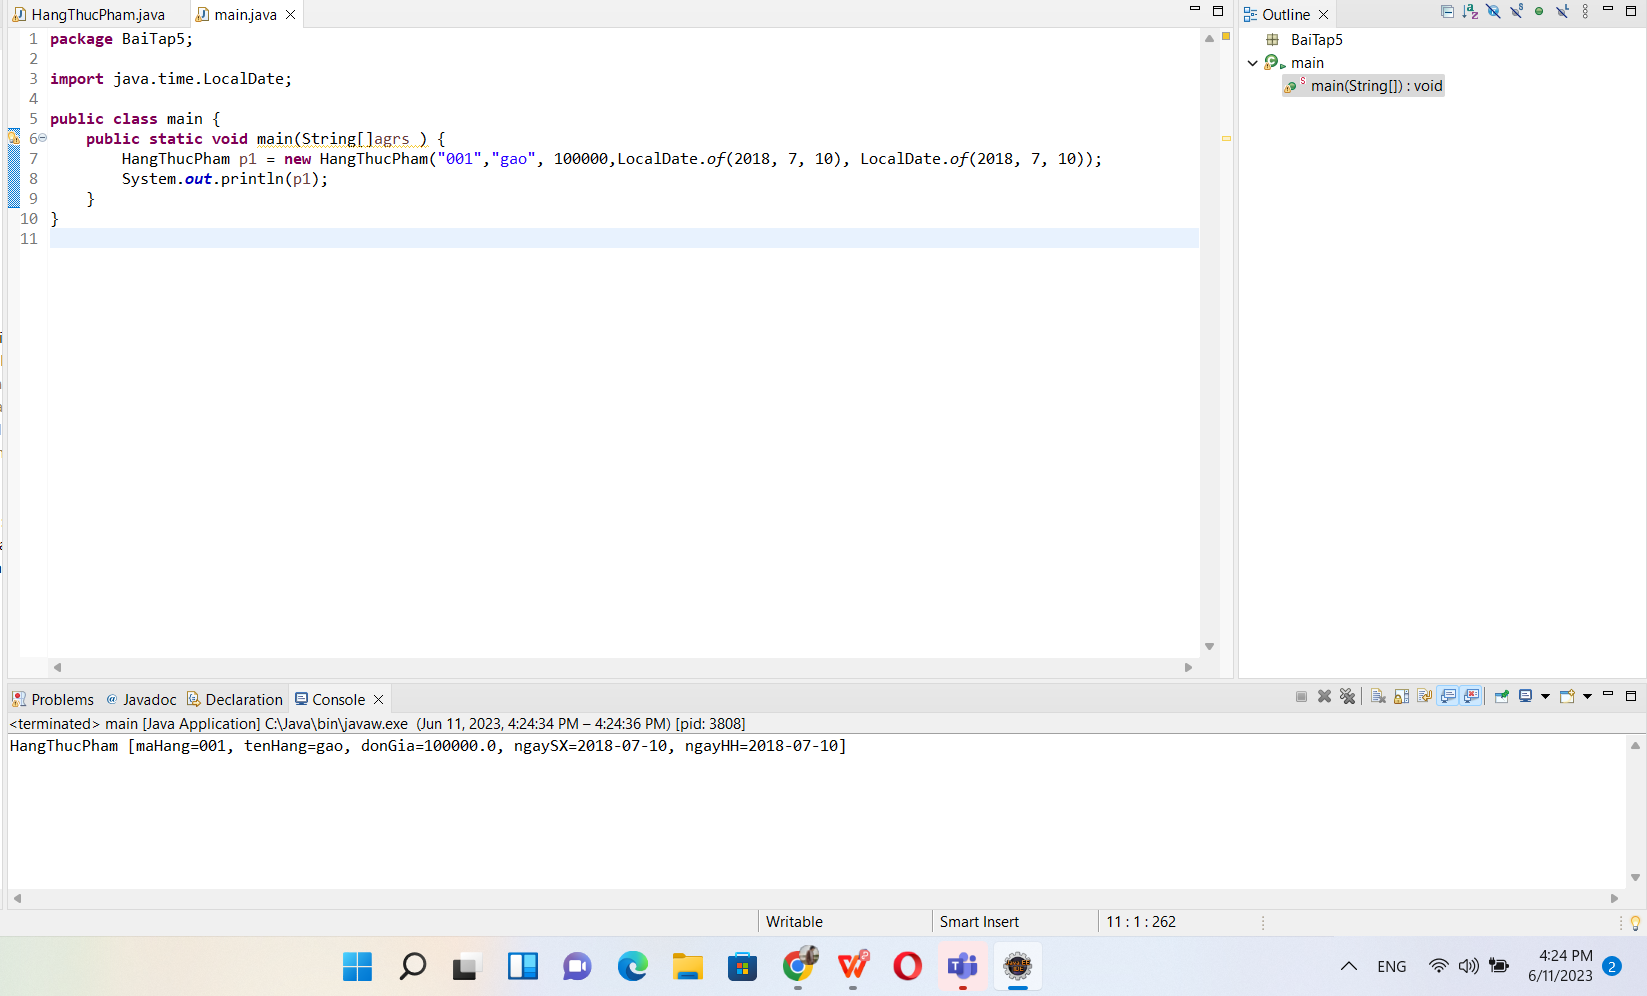 HangThucPham.java
main.java
1 package BaiTap5;
2
3 import java.time.LocalDate;
4
5 public class main {
6 public static void main(String[]agrs ) {
7 HangThucPham p1 = new HangThucPham("001","gao", 100000,LocalDate.of(2018, 7, 10), LocalDate.of(2018, 7, 10));
8 System.out.println(p1);
9 }
10 }
11
Outline
BaiTap5
main
main(String[]) : void
Problems @ Javadoc Declaration Console
<terminated> main [Java Application] C:\Java\bin\javaw.exe (Jun 11, 2023, 4:24:34 PM – 4:24:36 PM) [pid: 3808]
HangThucPham [maHang=001, tenHang=gao, donGia=100000.0, ngaySX=2018-07-10, ngayHH=2018-07-10]
Writable Smart Insert 11 : 1 : 262
ENG
4:24 PM
6/11/2023
2